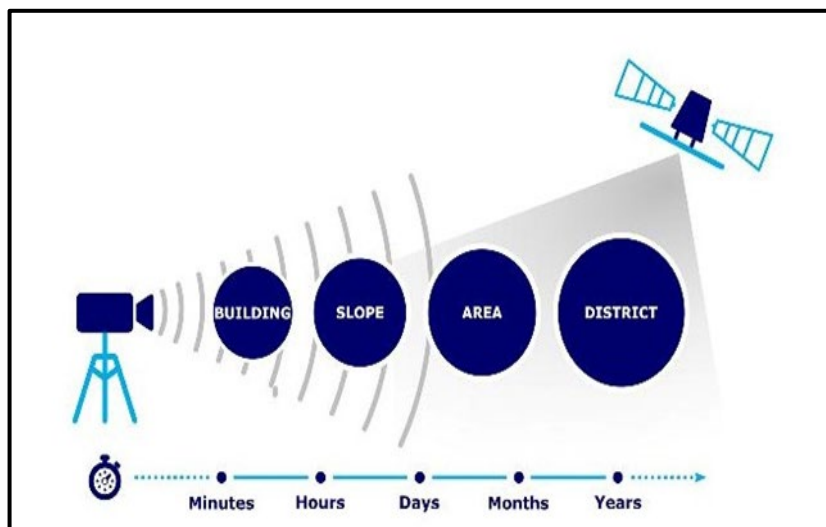 BUILDING
SLOPE
AREA
DISTRICT
Minutes
Hours
Days
Months
Years